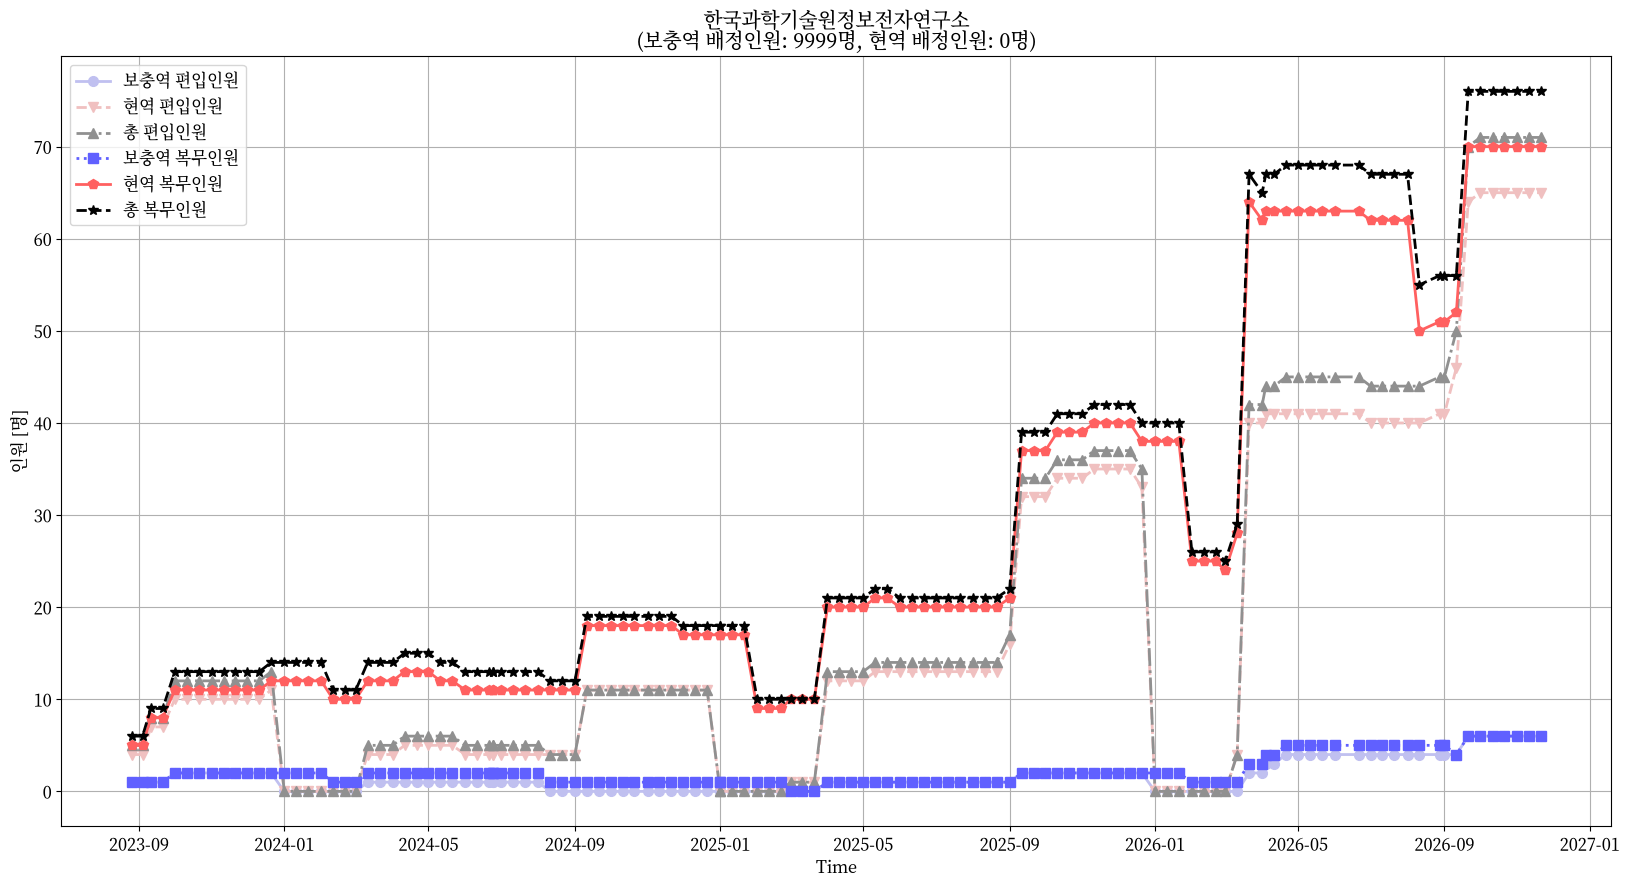 한국과학기술원정보전자연구소
(보충역 배정인원: 9999명, 현역 배정인원: 0명)
보충역 편입인원
현역 편입인원
총 편입인원
보충역 복무인원
현역 복무인원
총 복무인원
인원 [명]
70
60
50
40
30
20
10
0
2023-09
2024-01
2024-05
2024-09
2025-01
2025-05
2025-09
2026-01
2026-05
2026-09
2027-01
Time